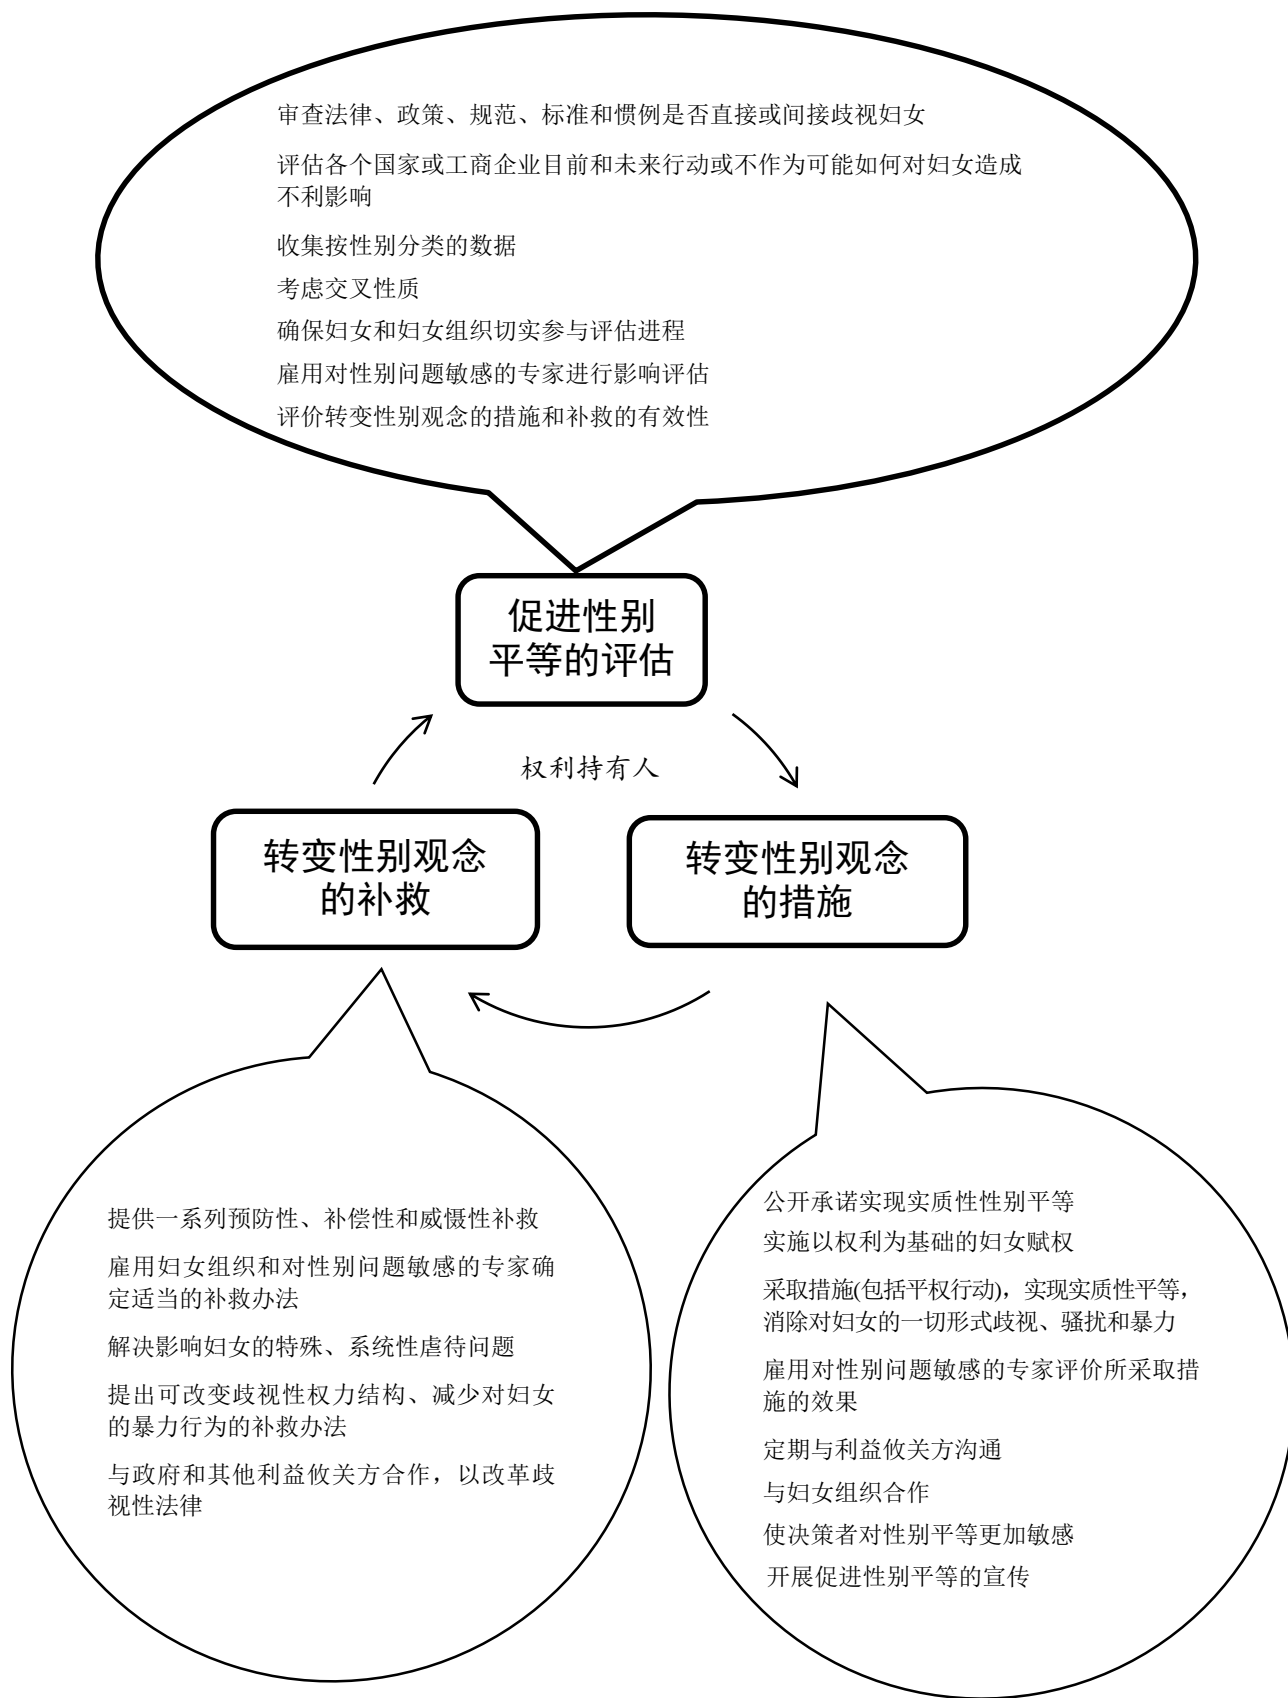 审查法律、政策、规范、标准和惯例是否直接或间接歧视妇女
评估各个国家或工商企业目前和未来行动或不作为可能如何对妇女造成
不利影响
收集按性别分类的数据
考虑交叉性质
确保妇女和妇女组织切实参与评估进程
雇用对性别问题敏感的专家进行影响评估
评价转变性别观念的措施和补救的有效性
促进性别
平等的评估
权利持有人
转变性别观念
的补救
转变性别观念
的措施
提供一系列预防性、补偿性和威慑性补救
雇用妇女组织和对性别问题敏感的专家确
定适当的补救办法
解决影响妇女的特殊、系统性虐待问题
提出可改变歧视性权力结构、减少对妇女
的暴力行为的补救办法
与政府和其他利益攸关方合作，以改革歧
视性法律
公开承诺实现实质性性别平等
实施以权利为基础的妇女赋权
采取措施(包括平权行动)，实现实质性平等，
消除对妇女的一切形式歧视、骚扰和暴力
雇用对性别问题敏感的专家评价所采取措
施的效果
定期与利益攸关方沟通
与妇女组织合作
使决策者对性别平等更加敏感
开展促进性别平等的宣传